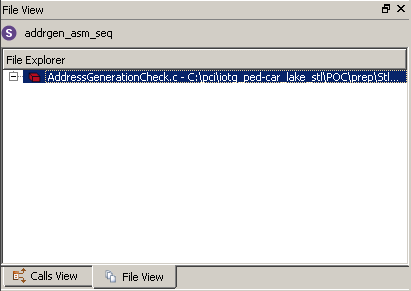 File View
S addrgen_asm_seq
File Explorer
AddressGenerationCheck.c - C:\pci\iotg_ped-car_lake_stl\POC\prep\Stl...
Calls View
File View